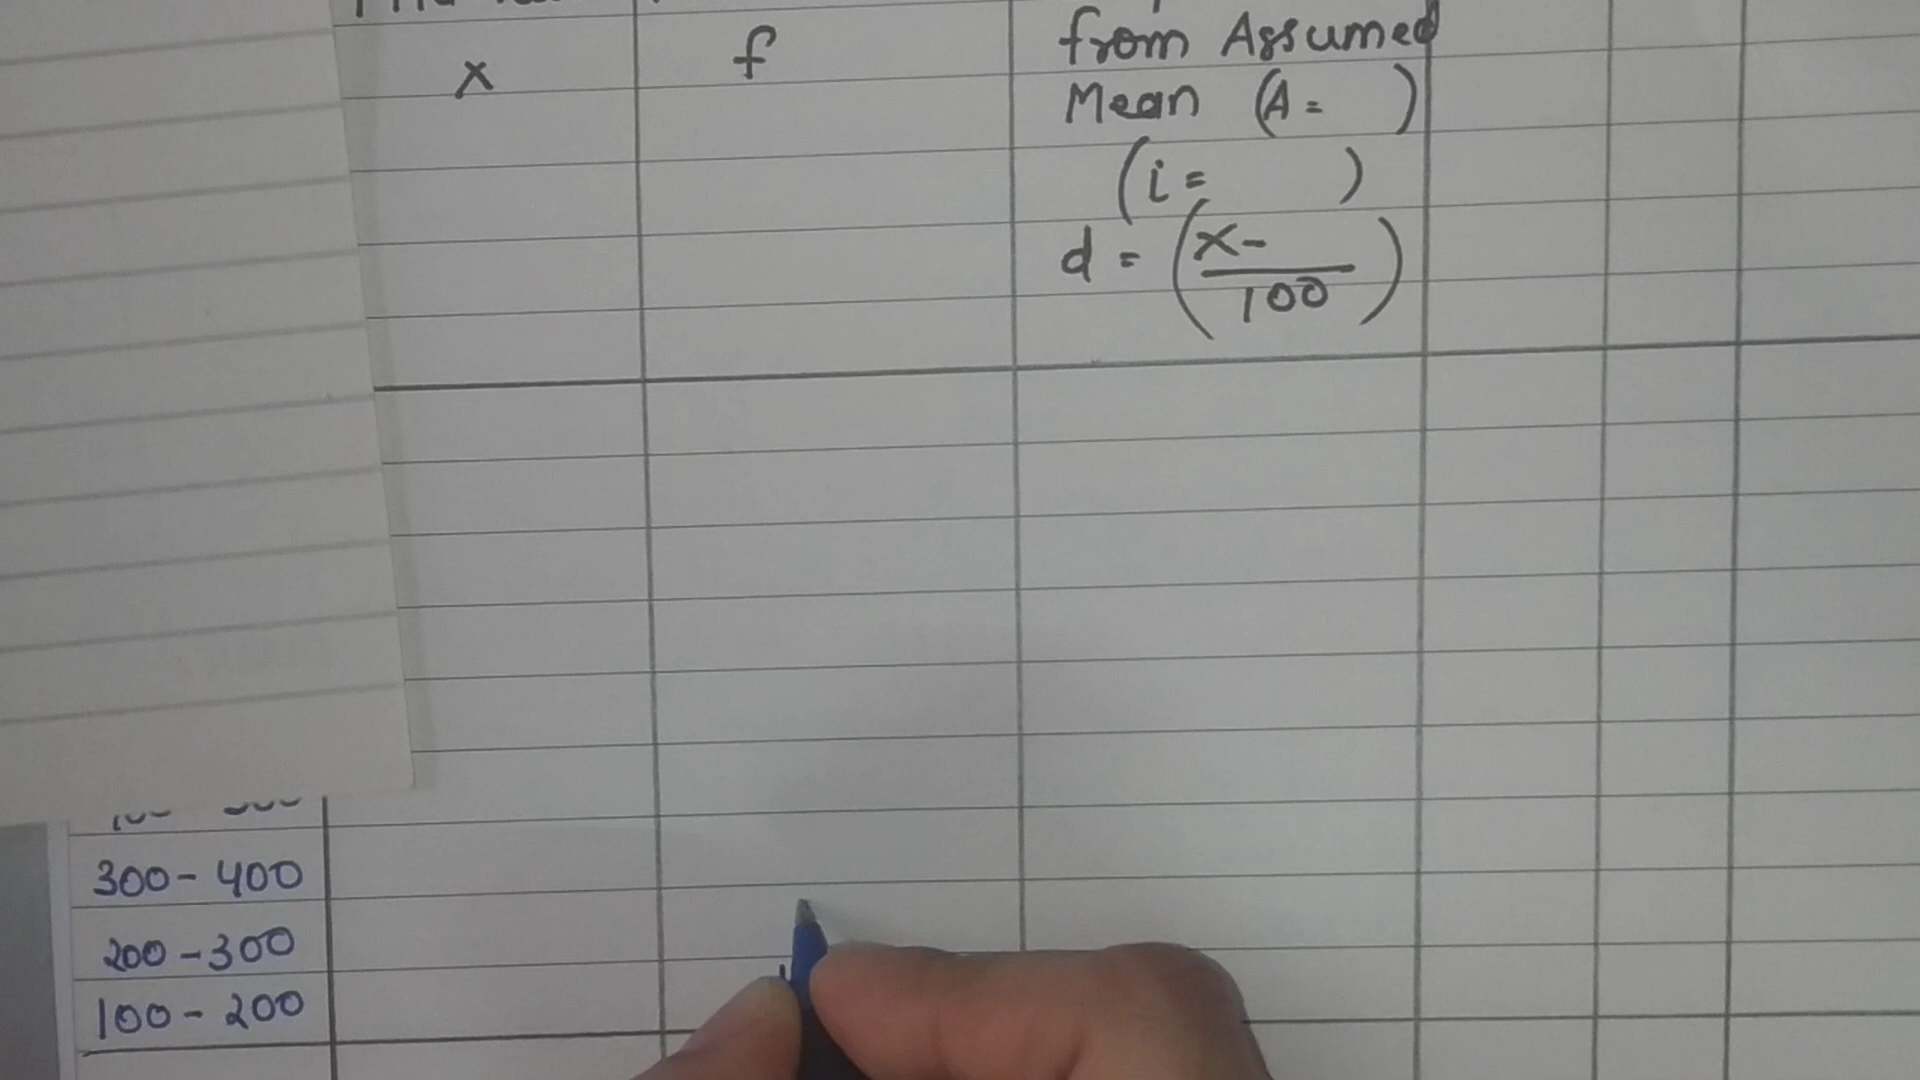 x
f
from Assumed
Mean (A = )
(i = )
d = (x-
100)
300 - 400
200 - 300
100 - 200